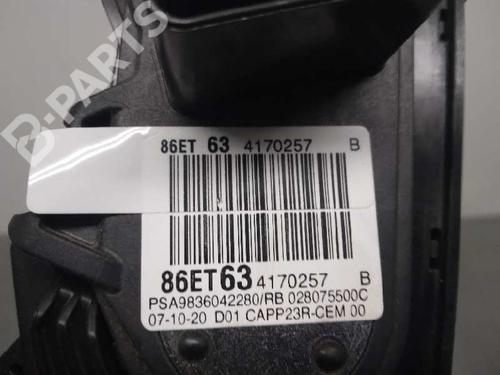 B-PARTS
86ET 63 4170257 B
86ET63 4170257 B
PSA9836042280/RB 028075500C
07-10-20 D01 CAPP23R-CEM 00